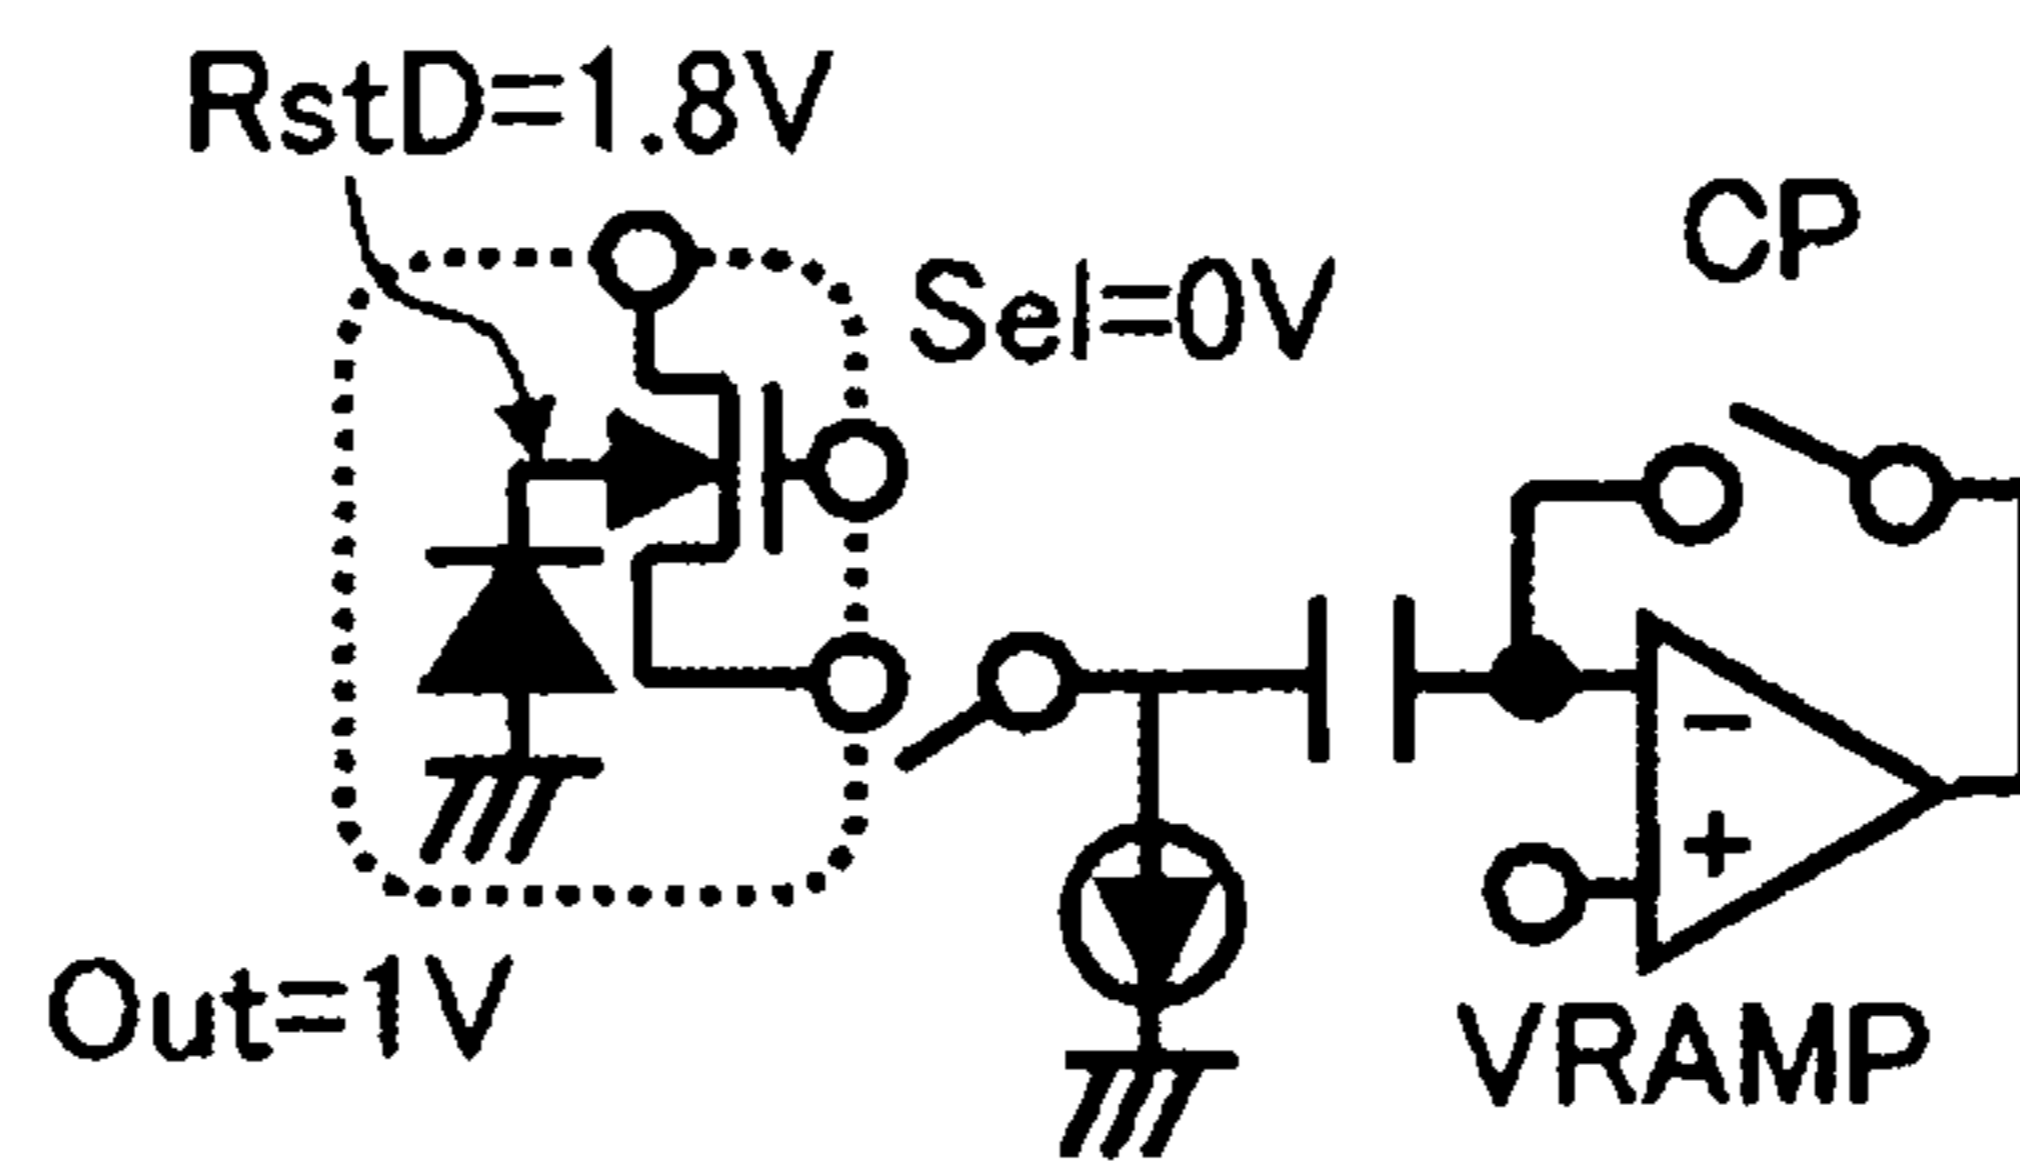 RstD=1.8V
CP
Sel=0V
−
+
Out=1V
VRAMP